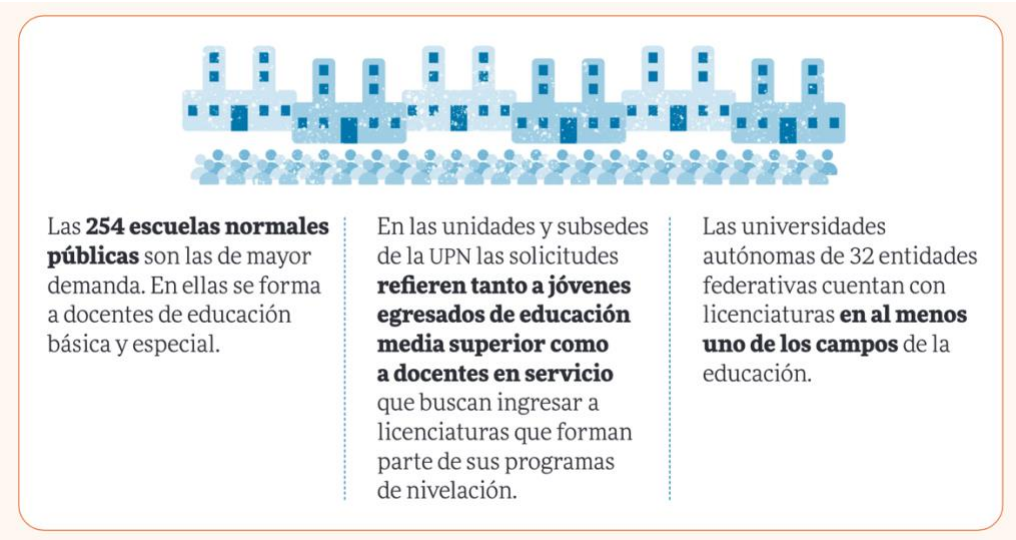 Las 254 escuelas normales
públicas son las de mayor
demanda. En ellas se forma
a docentes de educación
básica y especial.
En las unidades y subsedes
de la UPN las solicitudes
refieren tanto a jóvenes
egresados de educación
media superior como
a docentes en servicio
que buscan ingresar a
licenciaturas que forman
parte de sus programas
de nivelación.
Las universidades
autónomas de 32 entidades
federativas cuentan con
licenciaturas en al menos
uno de los campos de la
educación.